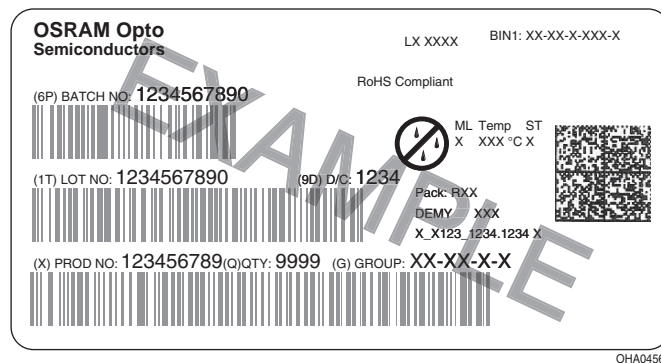 OSRAM Opto
Semiconductors
LX XXXX
BIN1: XX-XX-X-XXX-X
RoHS Compliant
(6P) BATCH NO: 1234567890
ML Temp ST
X XXX °C X
(1T) LOT NO: 1234567890 (9D) D/C: 1234
Pack: RXX
DEMY XXX
X_X123_1234.1234 X
(X) PROD NO: 123456789(Q)QTY: 9999 (G) GROUP: XX-XX-X-X
EXAMPLE
OHA0456